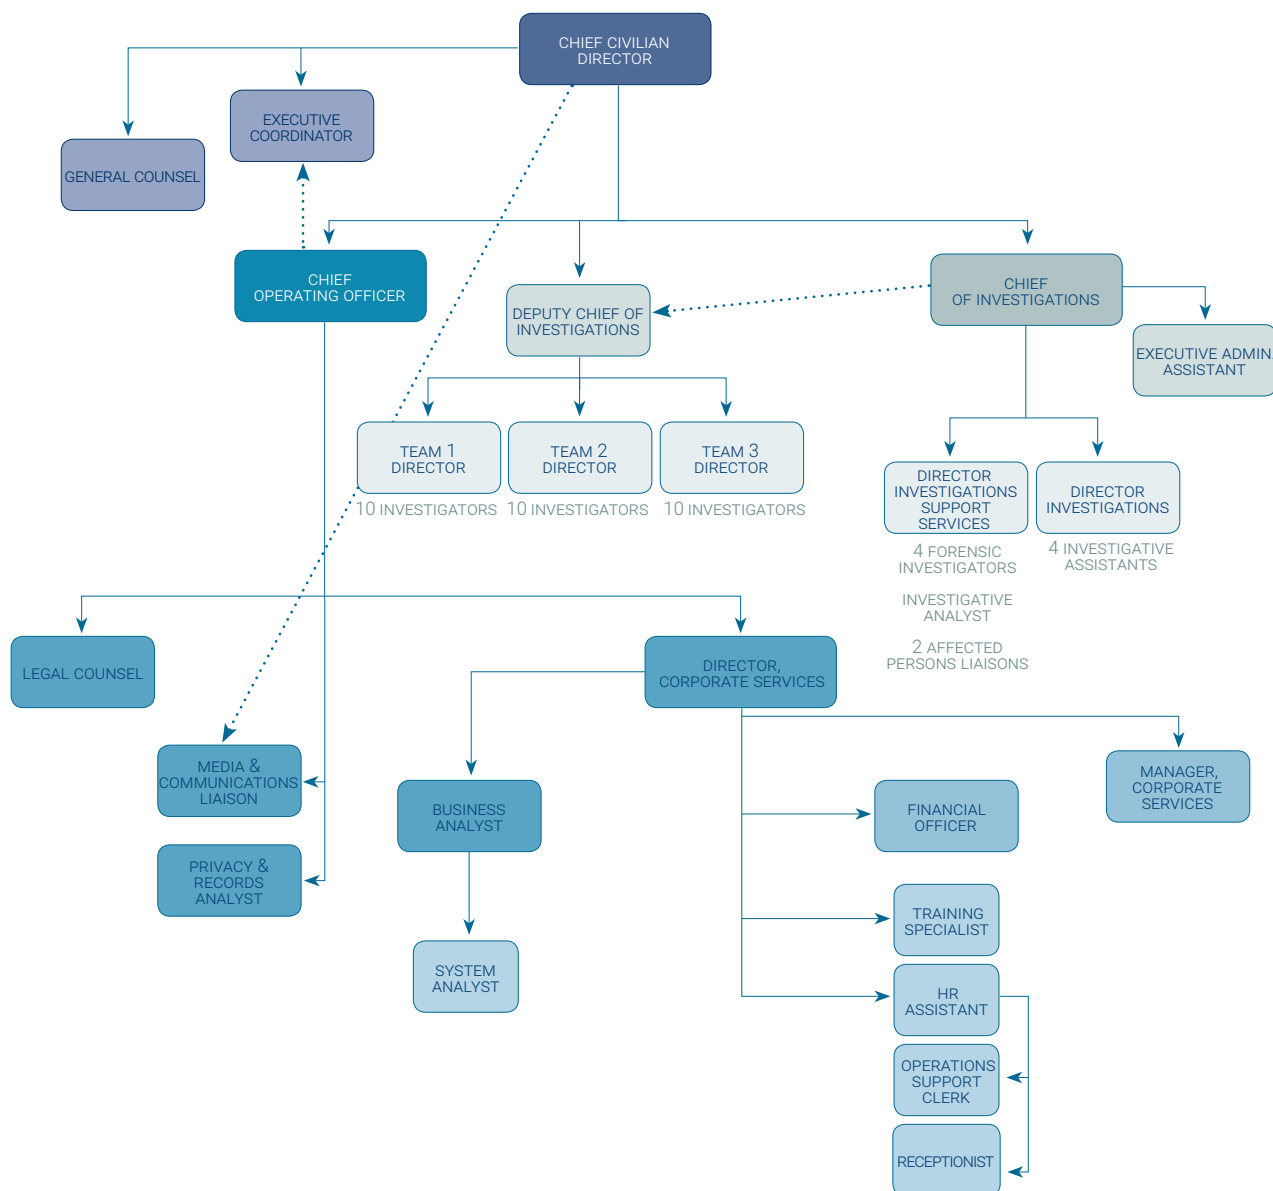 CHIEF CIVILIAN
DIRECTOR
EXECUTIVE
COORDINATOR
GENERAL COUNSEL
CHIEF
OPERATING OFFICER
DEPUTY CHIEF OF
INVESTIGATIONS
CHIEF
OF INVESTIGATIONS
EXECUTIVE ADMIN.
ASSISTANT
TEAM 1
DIRECTOR
10 INVESTIGATORS
TEAM 2
DIRECTOR
10 INVESTIGATORS
TEAM 3
DIRECTOR
10 INVESTIGATORS
DIRECTOR
INVESTIGATIONS
SUPPORT
SERVICES
4 FORENSIC
INVESTIGATORS
INVESTIGATIVE
ANALYST
2 AFFECTED
PERSONS LIAISONS
DIRECTOR
INVESTIGATIONS
4 INVESTIGATIVE
ASSISTANTS
LEGAL COUNSEL
DIRECTOR,
CORPORATE SERVICES
MEDIA &
COMMUNICATIONS
LIAISON
PRIVACY &
RECORDS
ANALYST
BUSINESS
ANALYST
SYSTEM
ANALYST
FINANCIAL
OFFICER
MANAGER,
CORPORATE
SERVICES
TRAINING
SPECIALIST
HR
ASSISTANT
OPERATIONS
SUPPORT
CLERK
RECEPTIONIST